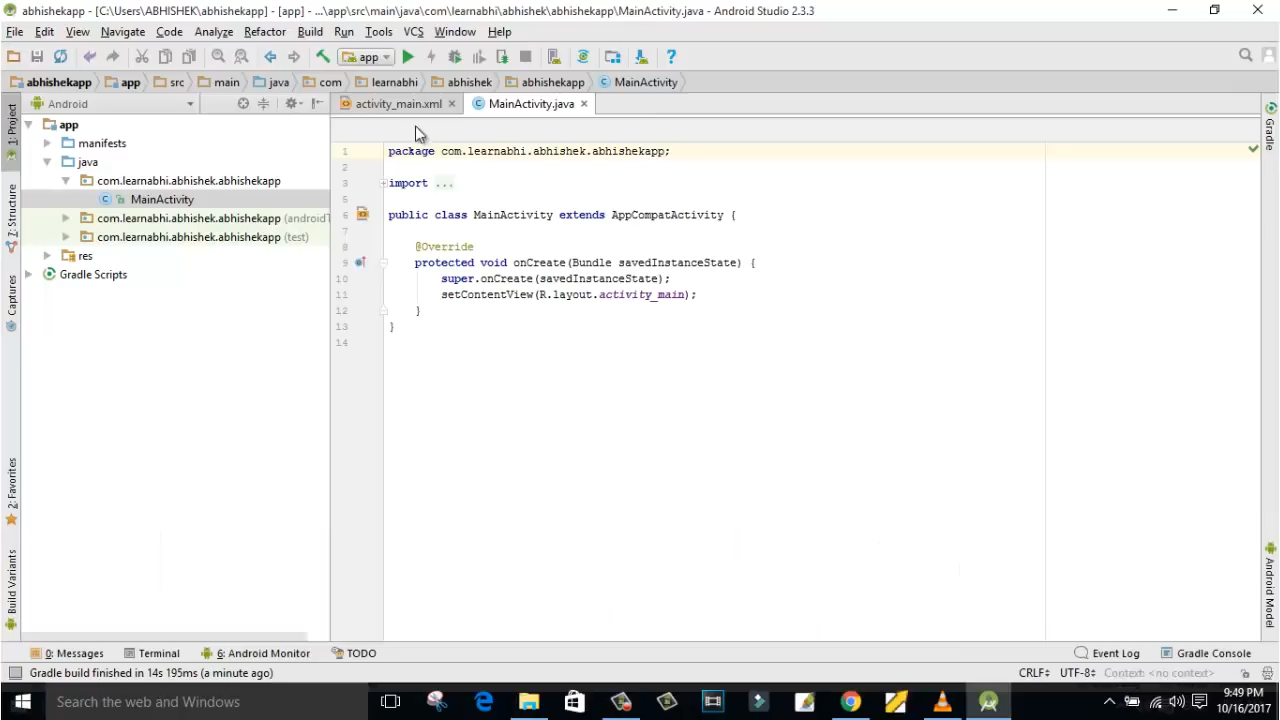 abhishekapp - [C:\Users\ABHISHEK\abhishekapp] - [app] - ...\app\src\main\java\com\learnabhi\abhishek\abhishekapp\MainActivity.java - Android Studio 2.3.3
File Edit View Navigate Code Analyze Refactor Build Run Tools VCS Window Help
app
abhishekapp app src main java com learnabhi abhishek abhishekapp MainActivity
1: Project
Android
activity_main.xml
MainActivity.java
Gradle
app
manifests
java
com.learnabhi.abhishek.abhishekapp
MainActivity
com.learnabhi.abhishek.abhishekapp (androidT
com.learnabhi.abhishek.abhishekapp (test)
res
Gradle Scripts
7: Structure
Captures
2: Favorites
Build Variants
1 package com.learnabhi.abhishek.abhishekapp;
2
3 import ...
5
6 public class MainActivity extends AppCompatActivity {
7
8 @Override
9 protected void onCreate(Bundle savedInstanceState) {
10 super.onCreate(savedInstanceState);
11 setContentView(R.layout.activity_main);
12 }
13 }
14
Android Model
0: Messages Terminal 6: Android Monitor TODO Event Log Gradle Console
Gradle build finished in 14s 195ms (a minute ago) CRLF UTF-8 Context: <no context>
Search the web and Windows
9:49 PM
10/16/2017